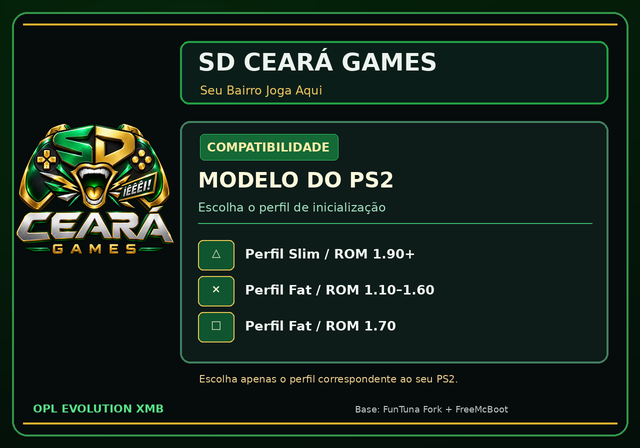 SD CEARÁ GAMES
Seu Bairro Joga Aqui
SD
IÊÊÊI!
CEARÁ
GAMES
COMPATIBILIDADE
MODELO DO PS2
Escolha o perfil de inicialização
△ Perfil Slim / ROM 1.90+
× Perfil Fat / ROM 1.10–1.60
□ Perfil Fat / ROM 1.70
Escolha apenas o perfil correspondente ao seu PS2.
OPL EVOLUTION XMB
Base: FunTuna Fork + FreeMcBoot